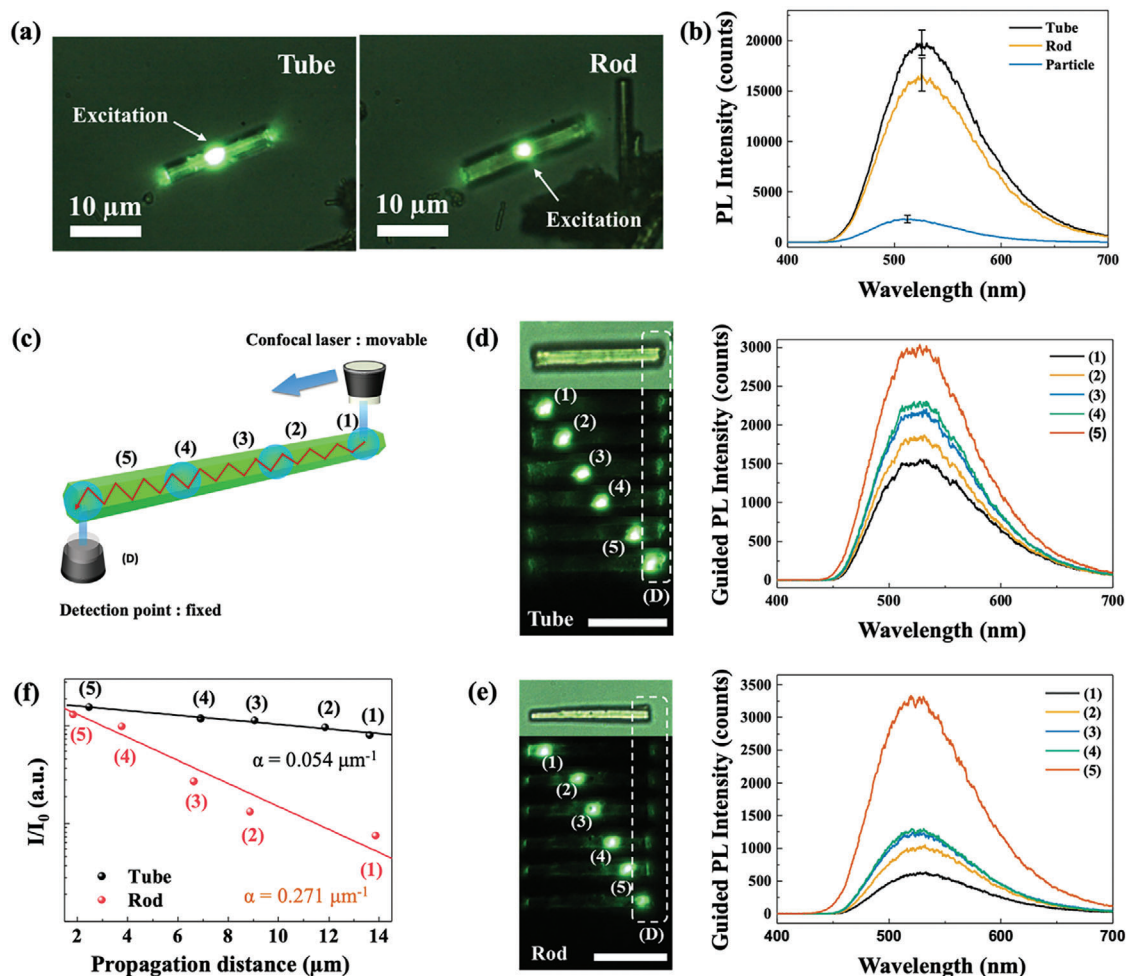 (a)
Tube
Excitation
10 μm
Rod
Excitation
10 μm
(b)
PL Intensity (counts)
20000
15000
10000
5000
0
400
500
600
700
Wavelength (nm)
Tube
Rod
Particle
(c)
Confocal laser : movable
(1)
(2)
(3)
(4)
(5)
(D)
Detection point : fixed
(d)
(1)
(2)
(3)
(4)
(5)
(D)
Tube
Guided PL Intensity (counts)
3000
2500
2000
1500
1000
500
0
400
500
600
700
Wavelength (nm)
(1)
(2)
(3)
(4)
(5)
(f)
I/I0 (a.u.)
(5)
(4)
(3)
(2)
(1)
(5)
(4)
(3)
(2)
(1)
α = 0.054 μm-1
α = 0.271 μm-1
Tube
Rod
2
4
6
8
10
12
14
Propagation distance (μm)
(e)
(1)
(2)
(3)
(4)
(5)
(D)
Rod
Guided PL Intensity (counts)
3500
3000
2500
2000
1500
1000
500
0
400
500
600
700
Wavelength (nm)
(1)
(2)
(3)
(4)
(5)